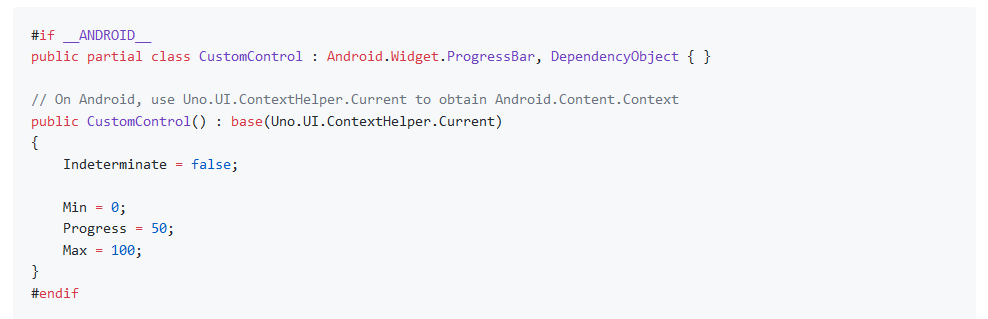 #if __ANDROID__
public partial class CustomControl : Android.Widget.ProgressBar, DependencyObject { }
// On Android, use Uno.UI.ContextHelper.Current to obtain Android.Content.Context
public CustomControl() : base(Uno.UI.ContextHelper.Current)
{
    Indeterminate = false;
    Min = 0;
    Progress = 50;
    Max = 100;
}
#endif